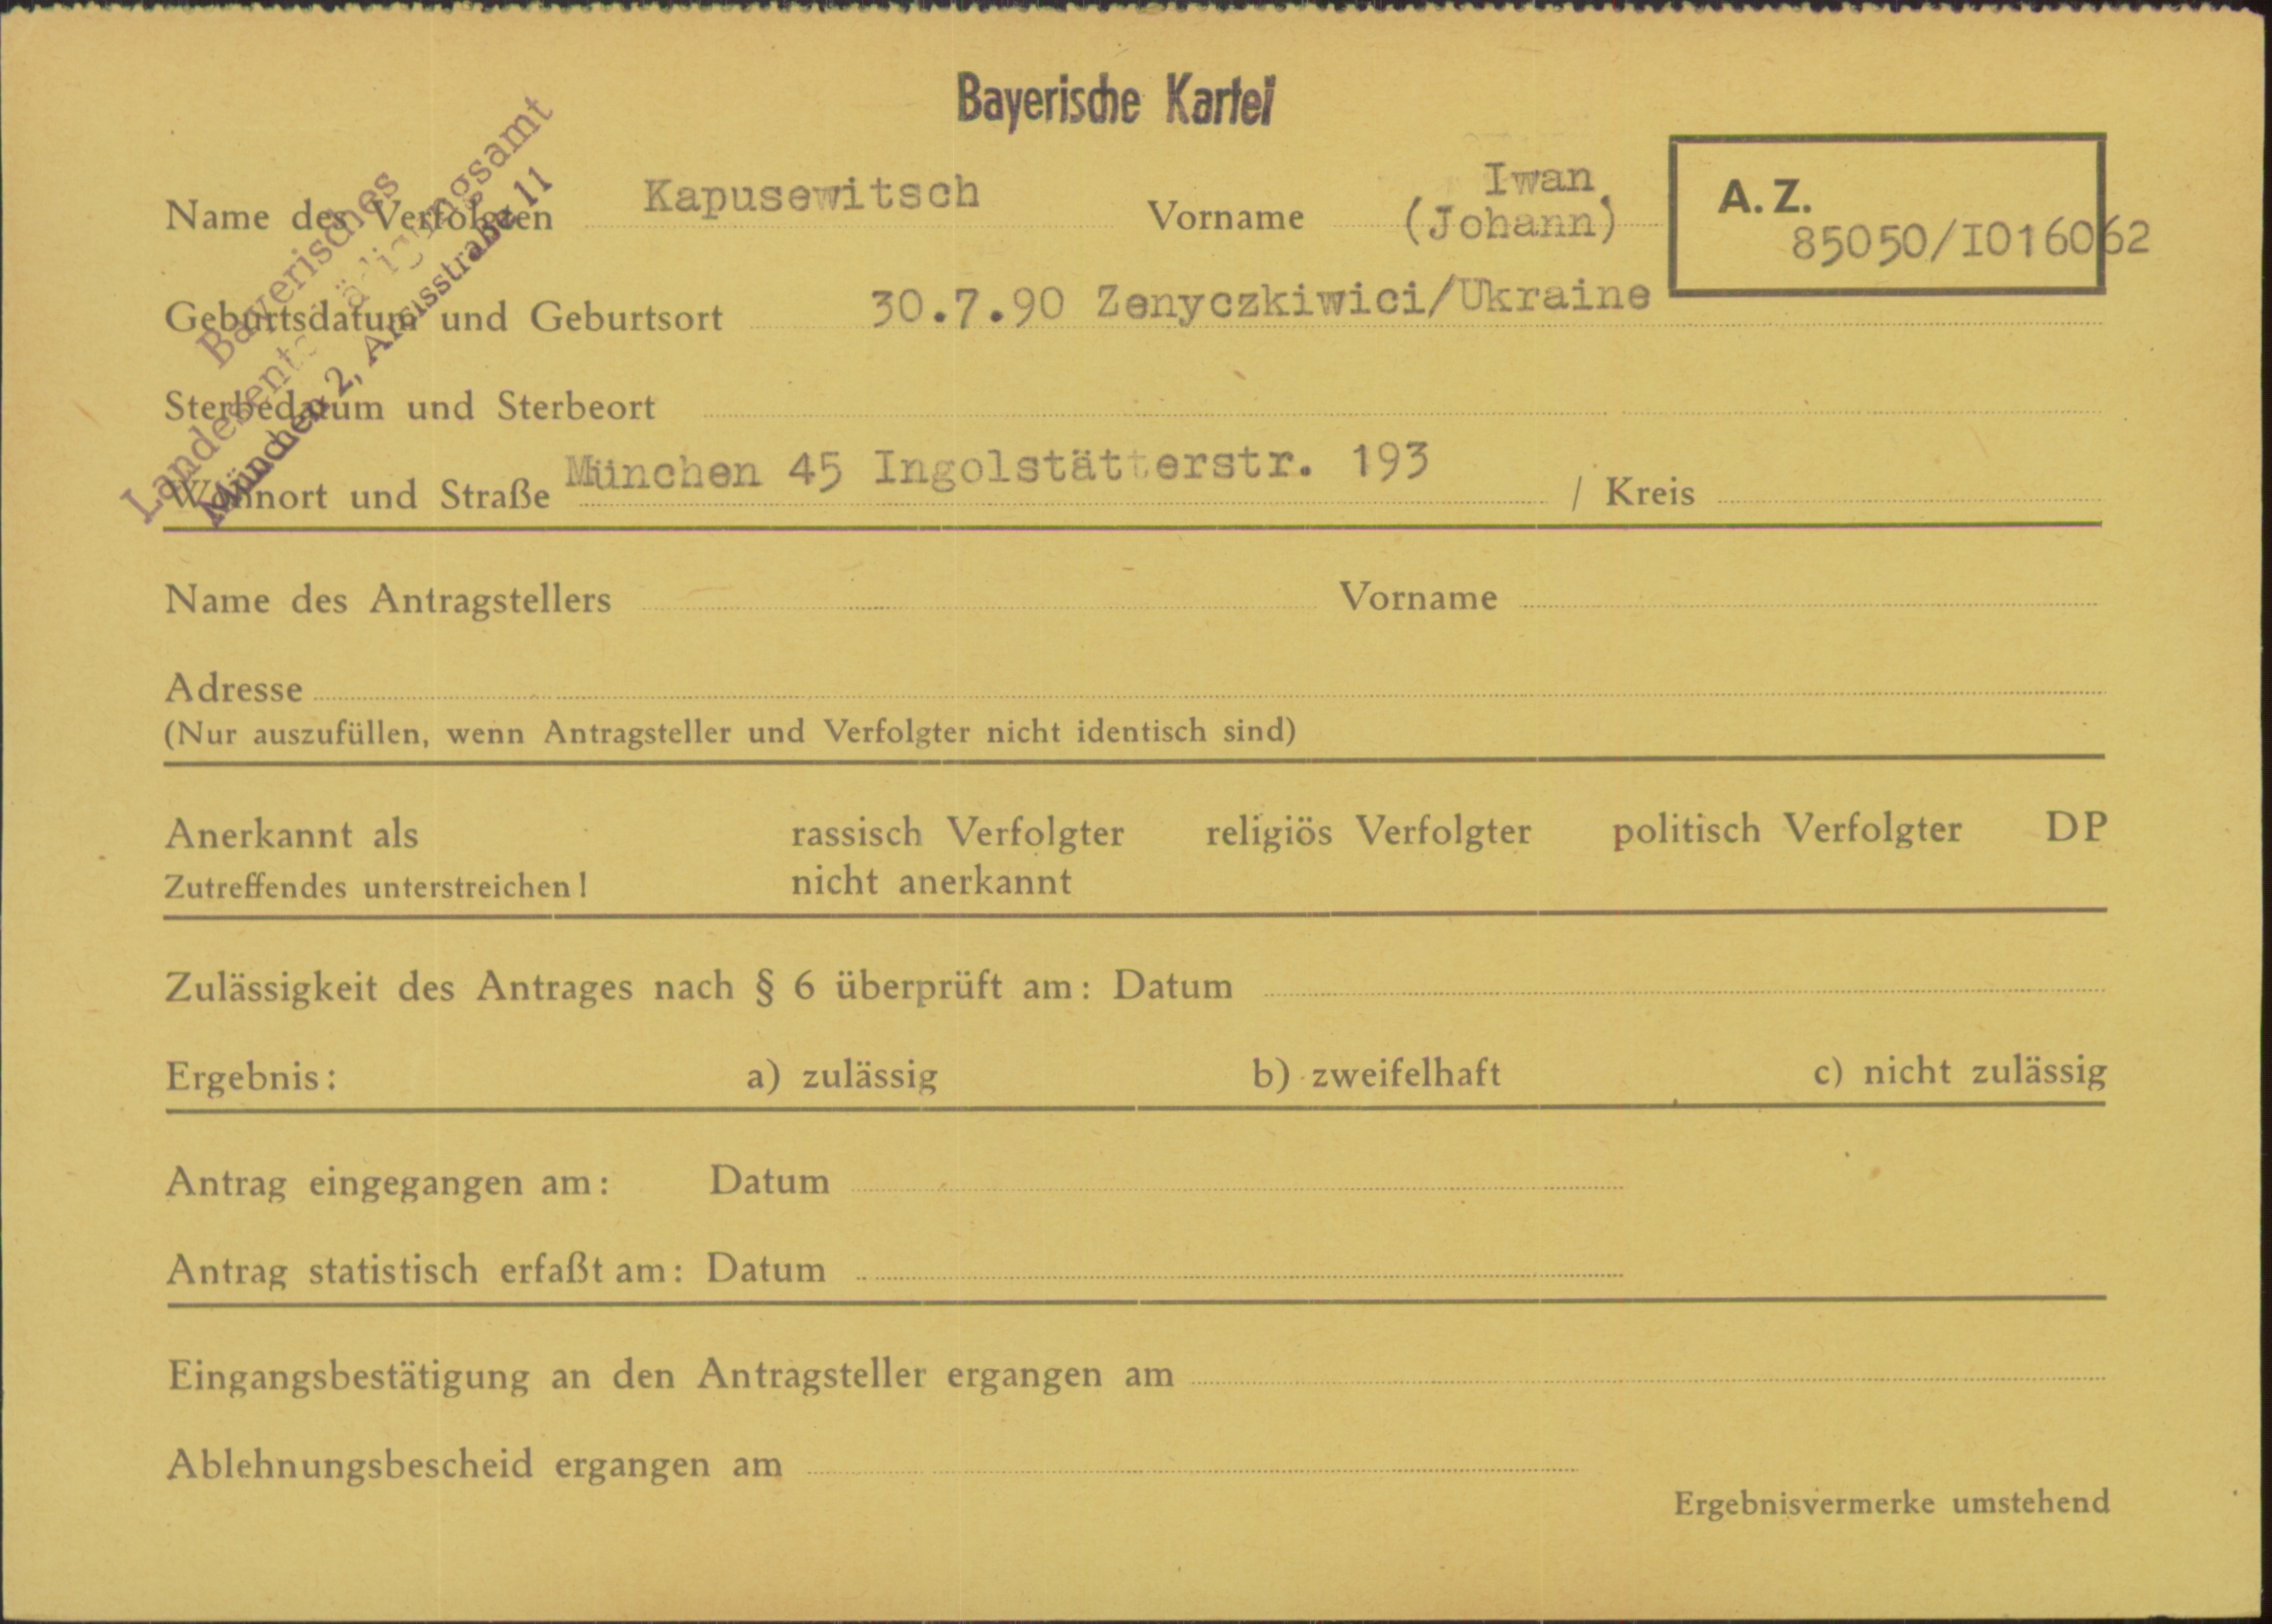 Bayerische Kartei
Bayerisches
Landesentschädigungsamt
München 2, Arcisstraße 11
Name des Verfolgten Kapusewitsch Vorname Iwan (Johann)
A.Z. 85050/I016062
Geburtsdatum und Geburtsort 30.7.90 Zenyczkiwici/Ukraine
Sterbedatum und Sterbeort
Wohnort und Straße München 45 Ingolstätterstr. 193 / Kreis
Name des Antragstellers Vorname
Adresse
(Nur auszufüllen, wenn Antragsteller und Verfolgter nicht identisch sind)
Anerkannt als rassisch Verfolgter religiös Verfolgter politisch Verfolgter DP
Zutreffendes unterstreichen! nicht anerkannt
Zulässigkeit des Antrages nach § 6 überprüft am: Datum
Ergebnis: a) zulässig b) zweifelhaft c) nicht zulässig
Antrag eingegangen am: Datum
Antrag statistisch erfaßt am: Datum
Eingangsbestätigung an den Antragsteller ergangen am
Ablehnungsbescheid ergangen am
Ergebnisvermerke umstehend